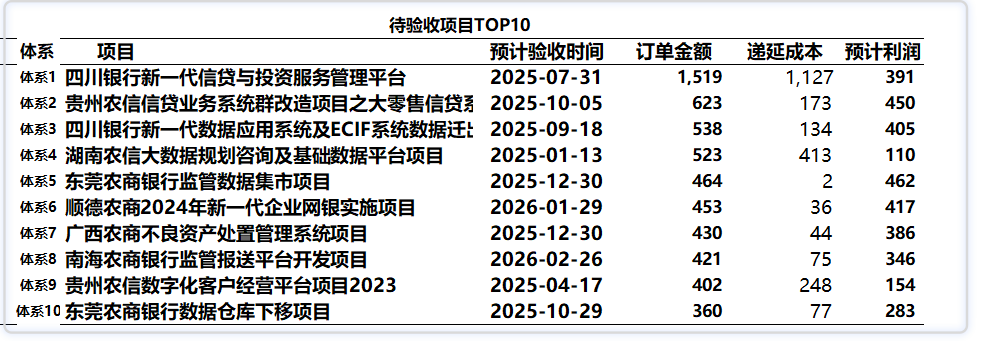 待验收项目TOP10
体系 项目 预计验收时间 订单金额 递延成本 预计利润
体系1 四川银行新一代信贷与投资服务管理平台 2025-07-31 1,519 1,127 391
体系2 贵州农信信贷业务系统群改造项目之大零售信贷系 2025-10-05 623 173 450
体系3 四川银行新一代数据应用系统及ECIF系统数据迁出 2025-09-18 538 134 405
体系4 湖南农信大数据规划咨询及基础数据平台项目 2025-01-13 523 413 110
体系5 东莞农商银行监管数据集市项目 2025-12-30 464 2 462
体系6 顺德农商2024年新一代企业网银实施项目 2026-01-29 453 36 417
体系7 广西农商不良资产处置管理系统项目 2025-12-30 430 44 386
体系8 南海农商银行监管报送平台开发项目 2026-02-26 421 75 346
体系9 贵州农信数字化客户经营平台项目2023 2025-04-17 402 248 154
体系10 东莞农商银行数据仓库下移项目 2025-10-29 360 77 283